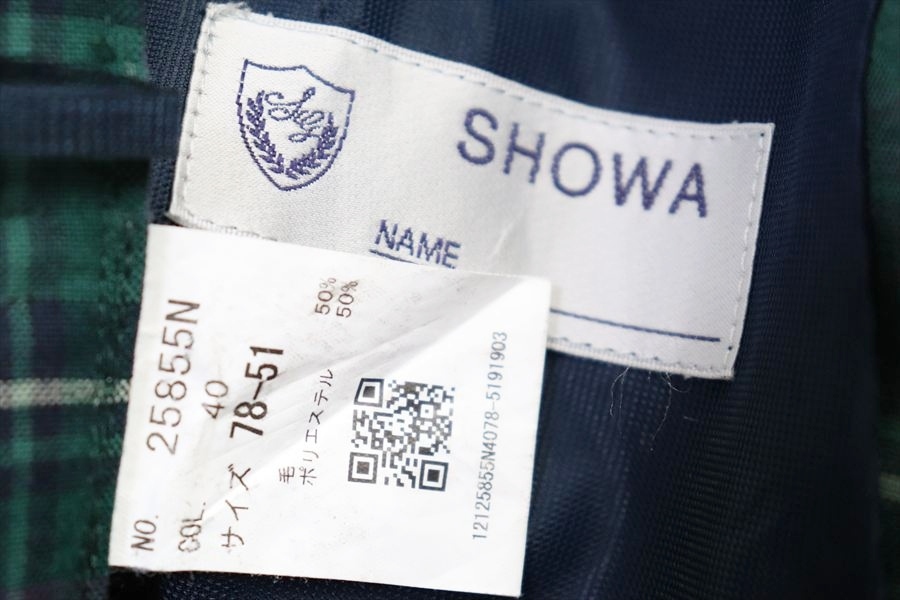 SHOWA
NAME
NO. 25855N
COL. 40
サイズ 78-51
毛 50%
ポリエステル 50%
12125855N4078-5191903